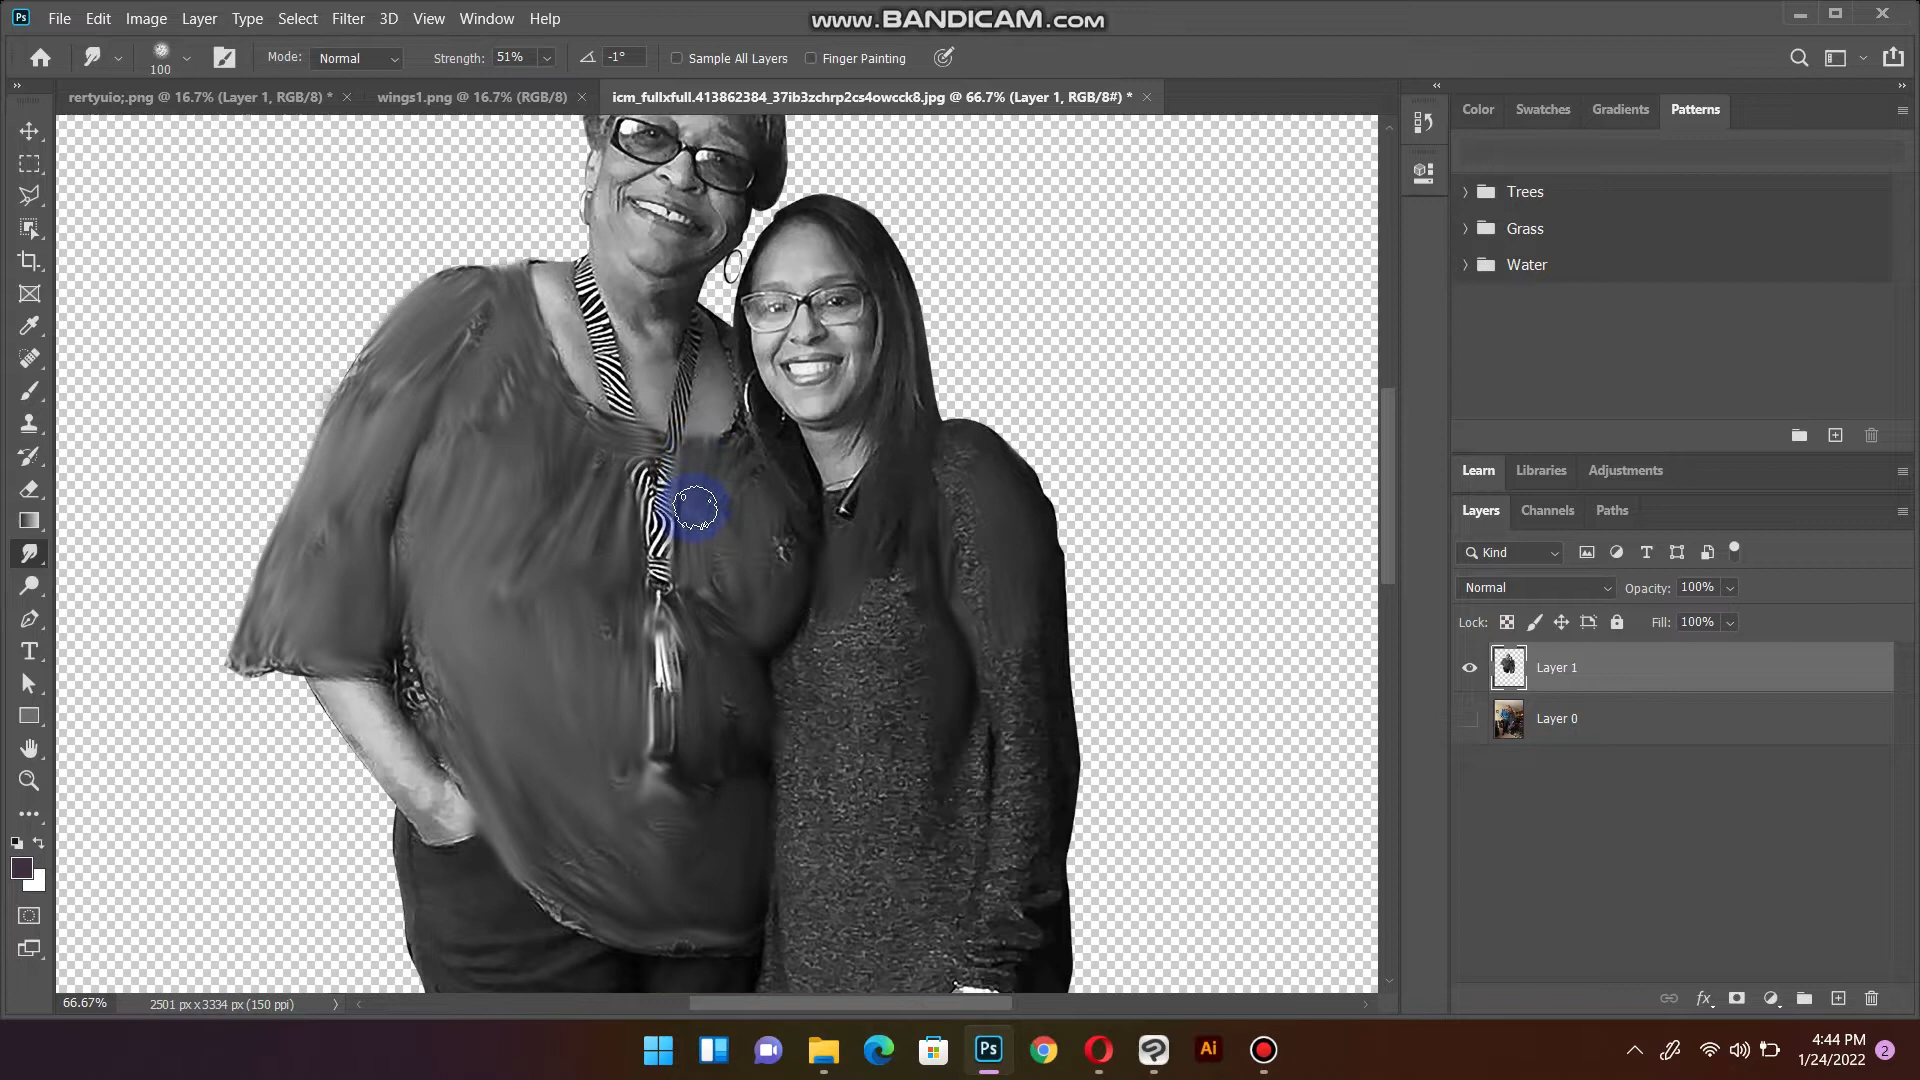 Ps File Edit Image Layer Type Select Filter 3D View Window Help
www.BANDICAM.com
100 Mode: Normal Strength: 51% -1° Sample All Layers Finger Painting
rertyuio;.png @ 16.7% (Layer 1, RGB/8) * wings1.png @ 16.7% (RGB/8) icm_fullxfull.413862384_37ib3zchrp2cs4owcck8.jpg @ 66.7% (Layer 1, RGB/8#) *
Color Swatches Gradients Patterns
Trees
Grass
Water
Learn Libraries Adjustments
Layers Channels Paths
Kind
Normal Opacity: 100%
Lock: Fill: 100%
Layer 1
Layer 0
fx
66.67% 2501 px x 3334 px (150 ppi)
Ps Ai
4:44 PM
1/24/2022 2